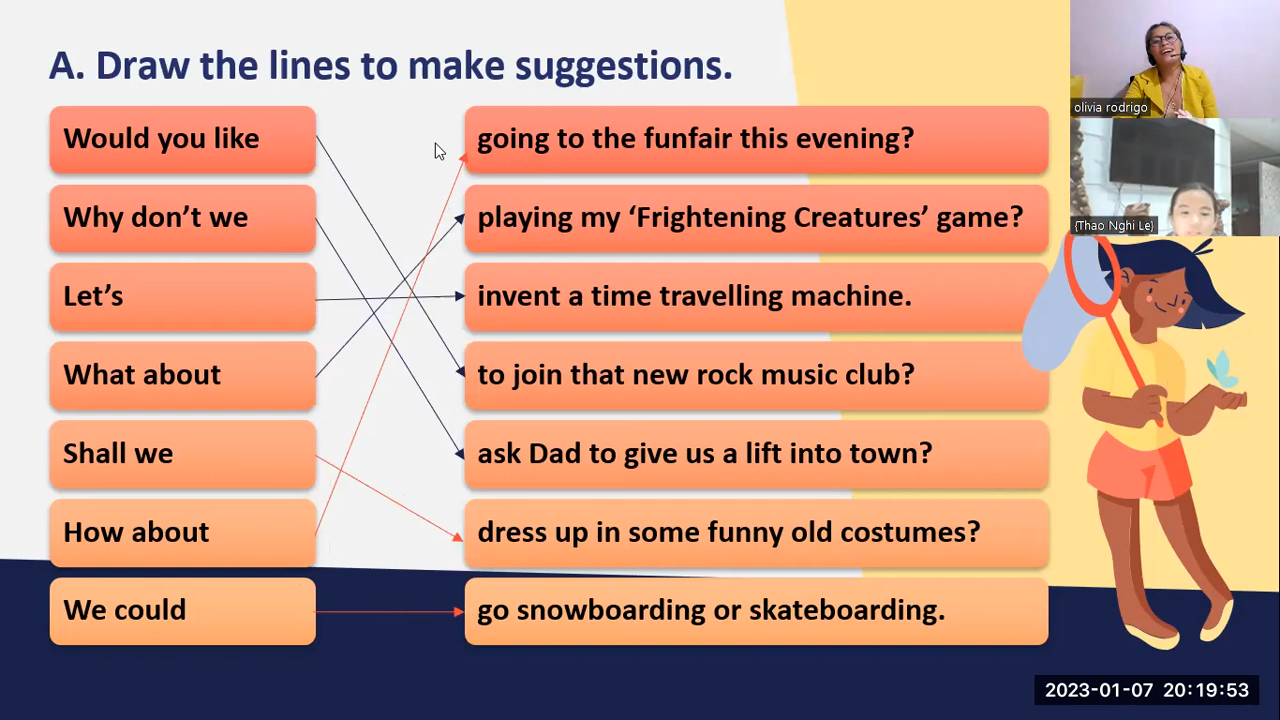 A. Draw the lines to make suggestions.
Would you like
going to the funfair this evening?
Why don’t we
playing my ‘Frightening Creatures’ game?
Let’s
invent a time travelling machine.
What about
to join that new rock music club?
Shall we
ask Dad to give us a lift into town?
How about
dress up in some funny old costumes?
We could
go snowboarding or skateboarding.
olivia rodrigo
{Thao Nghi Le}
2023-01-07 20:19:53